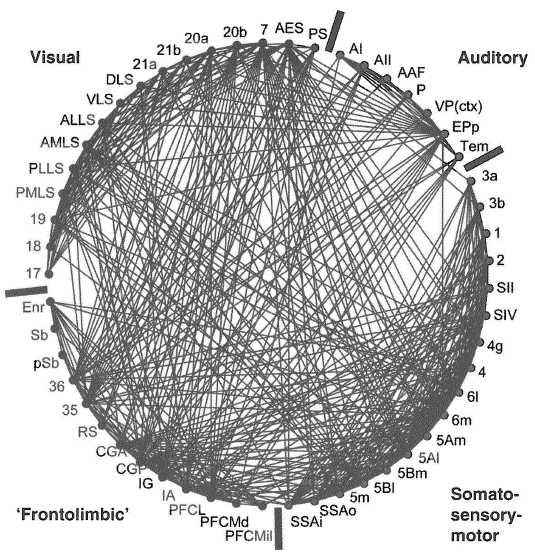 Visual
21b
20a
20b
7
AES
PS
AI
AII
AAF
P
VP(ctx)
EPp
Tem
Auditory
21a
DLS
VLS
ALLS
AMLS
PLLS
PMLS
19
18
17
3a
3b
1
2
SII
SIV
4g
4
6l
6m
5Am
5Al
5Bm
5Bl
5m
SSAo
SSAi
Somato-
sensory-
motor
Enr
Sb
pSb
36
35
RS
CGA
CGP
IG
IA
PFCL
PFCMd
PFCMil
'Frontolimbic'